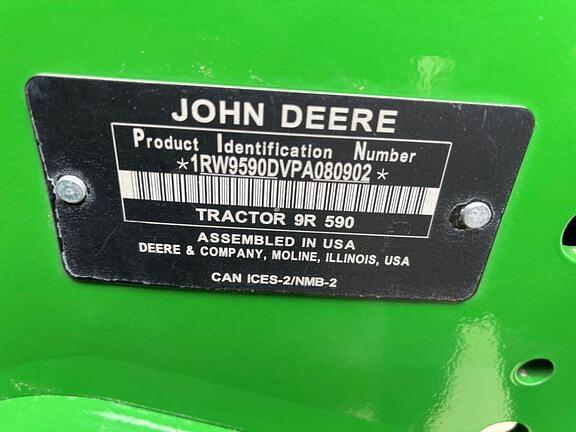 JOHN DEERE
Product Identification Number
*1RW9590DVPA080902*
TRACTOR 9R 590
ASSEMBLED IN USA
DEERE & COMPANY, MOLINE, ILLINOIS, USA
CAN ICES-2/NMB-2